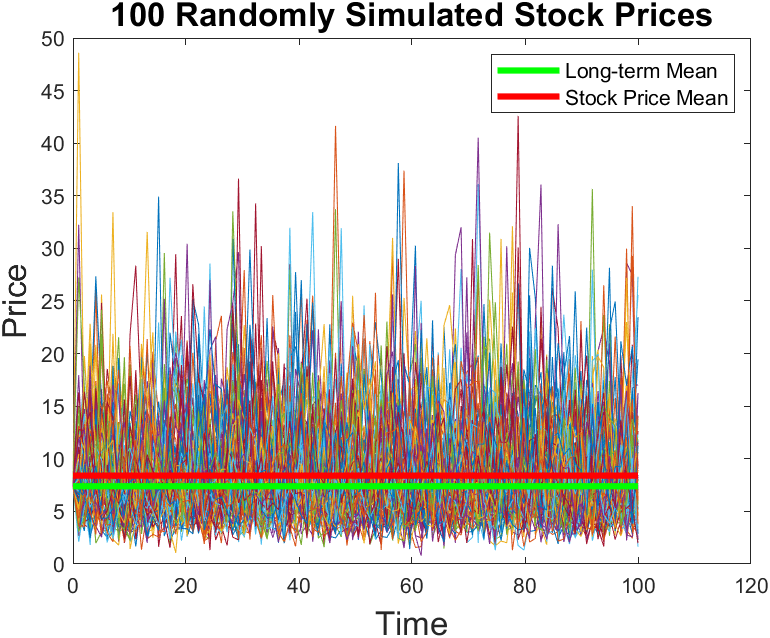 100 Randomly Simulated Stock Prices
50
45
40
35
30
25
20
15
10
5
0
Price
Long-term Mean
Stock Price Mean
0 20 40 60 80 100 120
Time